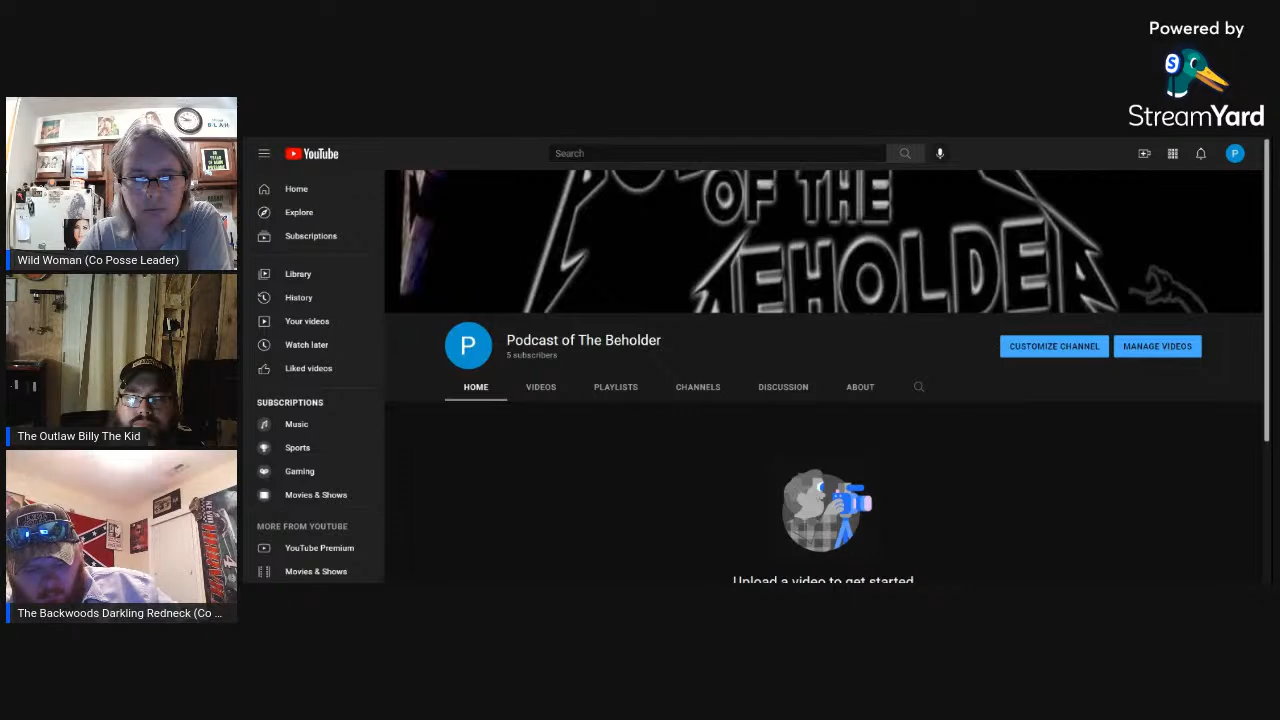 Powered by
StreamYard
BLAH
Wild Woman (Co Posse Leader)
The Outlaw Billy The Kid
The Backwoods Darkling Redneck (Co ...
YouTube
Search
P
Home
Explore
Subscriptions
Library
History
Your videos
Watch later
Liked videos
SUBSCRIPTIONS
Music
Sports
Gaming
Movies & Shows
MORE FROM YOUTUBE
YouTube Premium
Movies & Shows
OF THE
EHOLDER
P
Podcast of The Beholder
5 subscribers
CUSTOMIZE CHANNEL
MANAGE VIDEOS
HOME
VIDEOS
PLAYLISTS
CHANNELS
DISCUSSION
ABOUT
Upload a video to get started